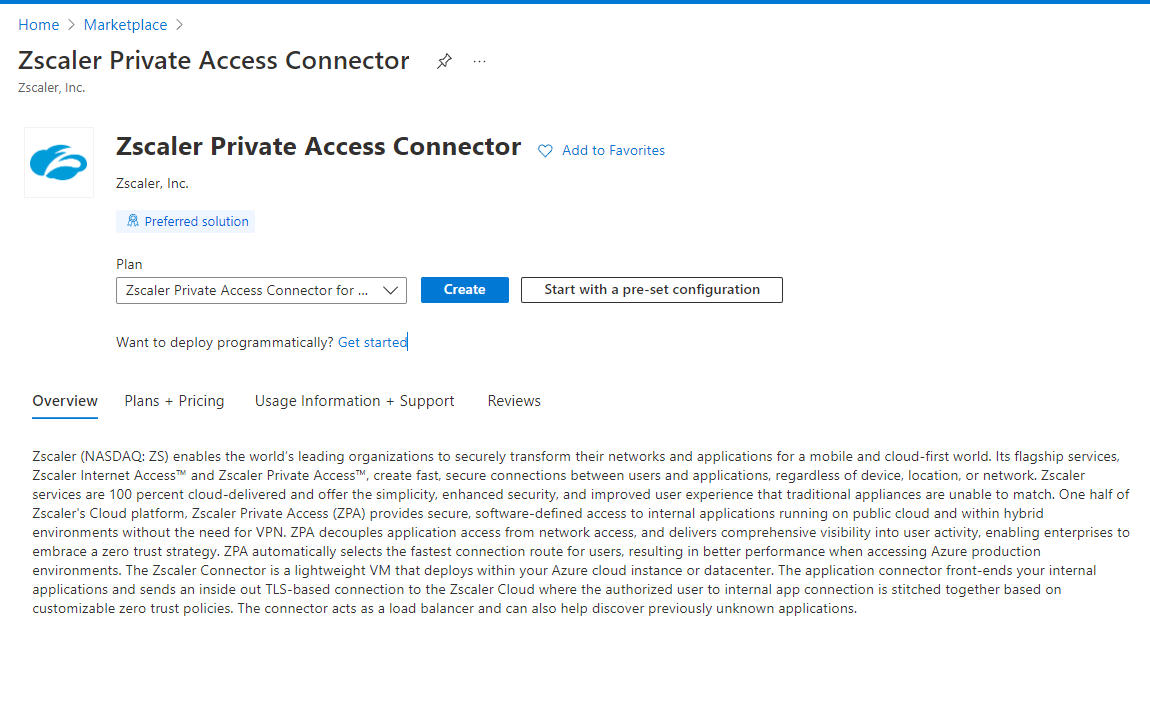 Home > Marketplace >
Zscaler Private Access Connector ...
Zscaler, Inc.
Zscaler Private Access Connector Add to Favorites
Zscaler, Inc.
Preferred solution
Plan
Zscaler Private Access Connector for ... Create Start with a pre-set configuration
Want to deploy programmatically? Get started
Overview Plans + Pricing Usage Information + Support Reviews
Zscaler (NASDAQ: ZS) enables the world's leading organizations to securely transform their networks and applications for a mobile and cloud-first world. Its flagship services,
Zscaler Internet Access™ and Zscaler Private Access™, create fast, secure connections between users and applications, regardless of device, location, or network. Zscaler
services are 100 percent cloud-delivered and offer the simplicity, enhanced security, and improved user experience that traditional appliances are unable to match. One half of
Zscaler's Cloud platform, Zscaler Private Access (ZPA) provides secure, software-defined access to internal applications running on public cloud and within hybrid
environments without the need for VPN. ZPA decouples application access from network access, and delivers comprehensive visibility into user activity, enabling enterprises to
embrace a zero trust strategy. ZPA automatically selects the fastest connection route for users, resulting in better performance when accessing Azure production
environments. The Zscaler Connector is a lightweight VM that deploys within your Azure cloud instance or datacenter. The application connector front-ends your internal
applications and sends an inside out TLS-based connection to the Zscaler Cloud where the authorized user to internal app connection is stitched together based on
customizable zero trust policies. The connector acts as a load balancer and can also help discover previously unknown applications.